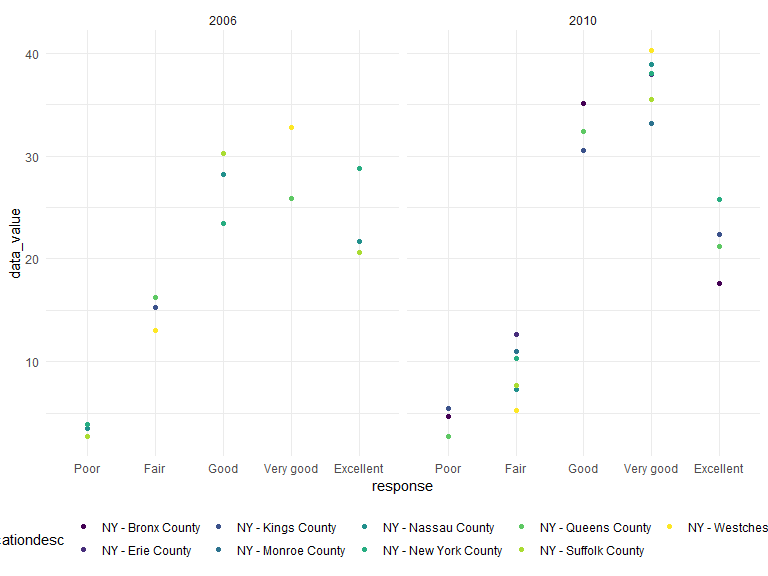 2006 2010
40
30
20
10
data_value
Poor Fair Good Very good Excellent Poor Fair Good Very good Excellent
response
cationdesc
NY - Bronx County NY - Kings County NY - Nassau County NY - Queens County NY - Westches
NY - Erie County NY - Monroe County NY - New York County NY - Suffolk County